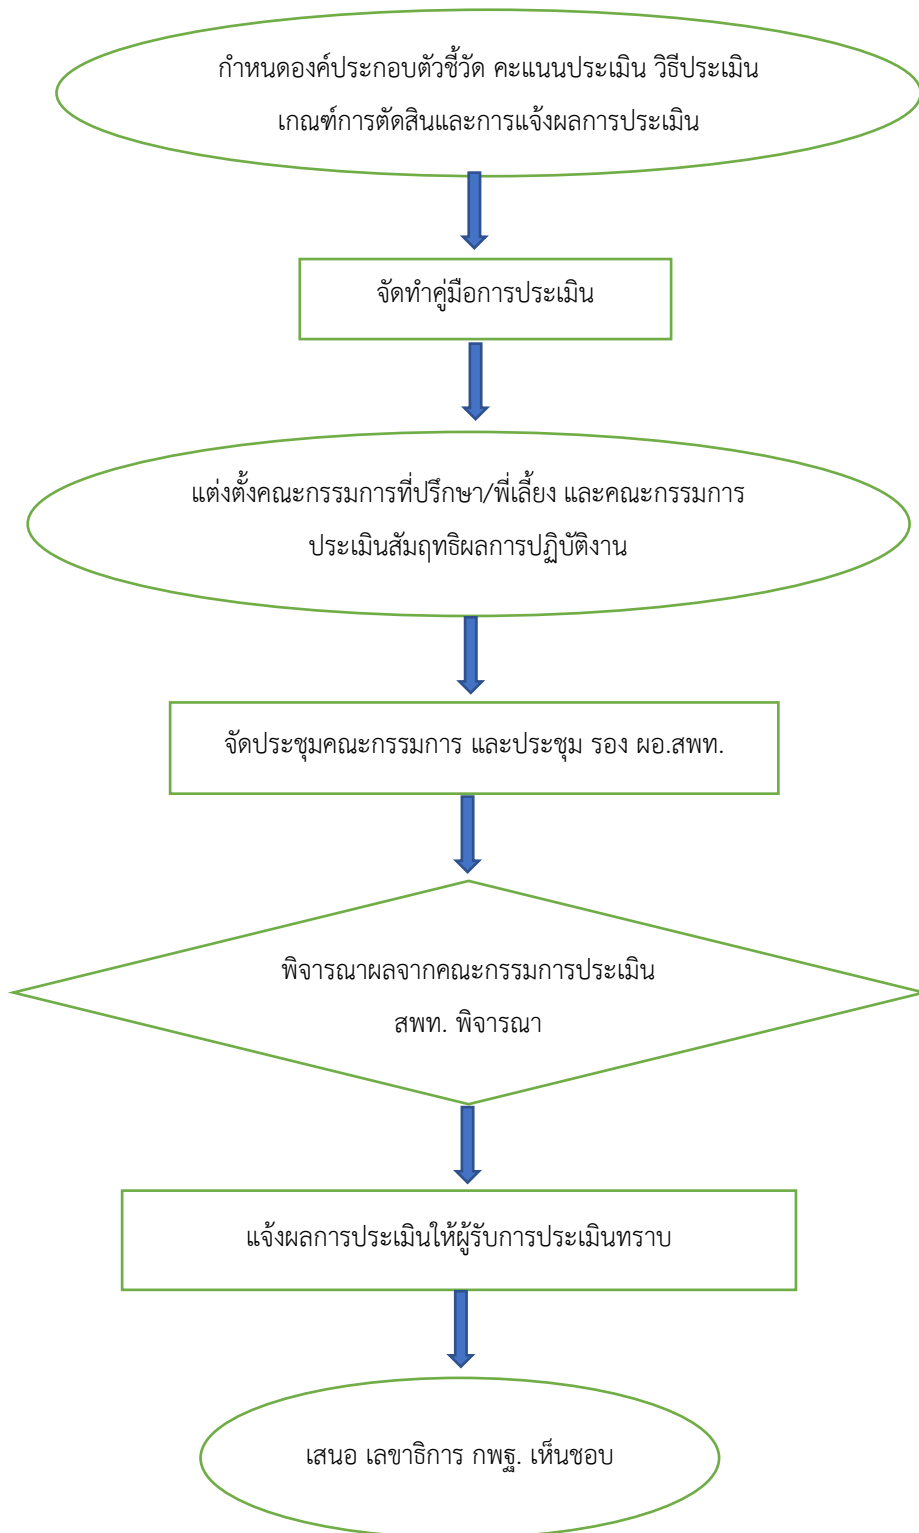 กำหนดองค์ประกอบตัวชี้วัด คะแนนประเมิน วิธีประเมิน
เกณฑ์การตัดสินและการแจ้งผลการประเมิน
จัดทำคู่มือการประเมิน
แต่งตั้งคณะกรรมการที่ปรึกษา/พี่เลี้ยง และคณะกรรมการ
ประเมินสัมฤทธิผลการปฏิบัติงาน
จัดประชุมคณะกรรมการ และประชุม รอง ผอ.สพท.
พิจารณาผลจากคณะกรรมการประเมิน
สพท. พิจารณา
แจ้งผลการประเมินให้ผู้รับการประเมินทราบ
เสนอ เลขาธิการ กพฐ. เห็นชอบ